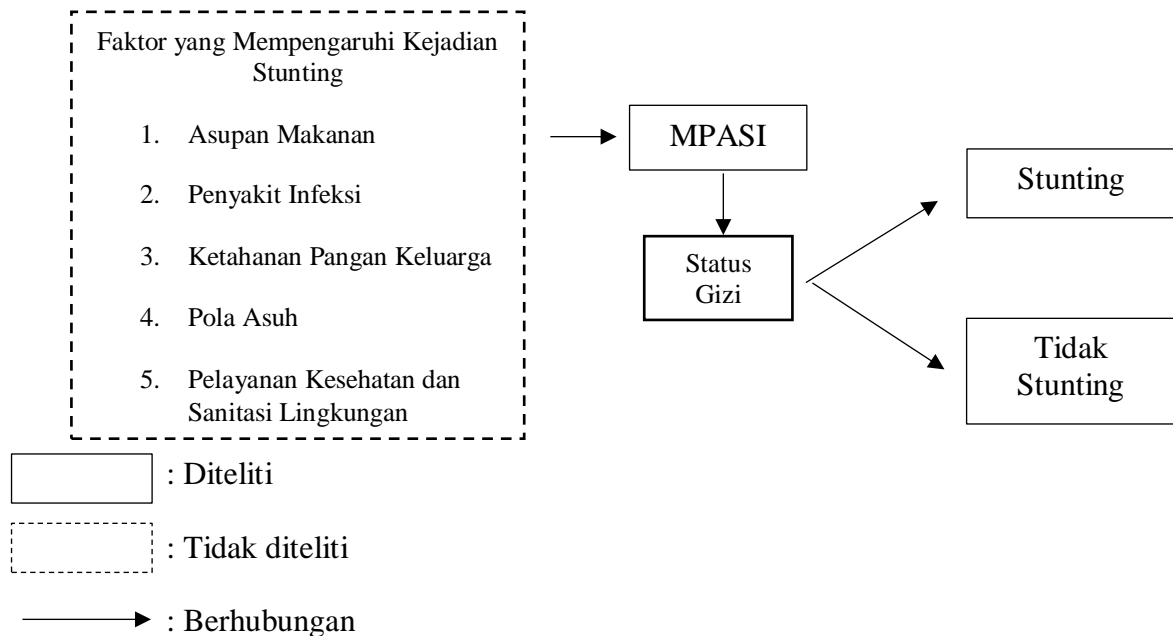 Faktor yang Mempengaruhi Kejadian
Stunting
1. Asupan Makanan
2. Penyakit Infeksi
3. Ketahanan Pangan Keluarga
4. Pola Asuh
5. Pelayanan Kesehatan dan
Sanitasi Lingkungan
MPASI
Status
Gizi
Stunting
Tidak
Stunting
: Diteliti
: Tidak diteliti
: Berhubungan